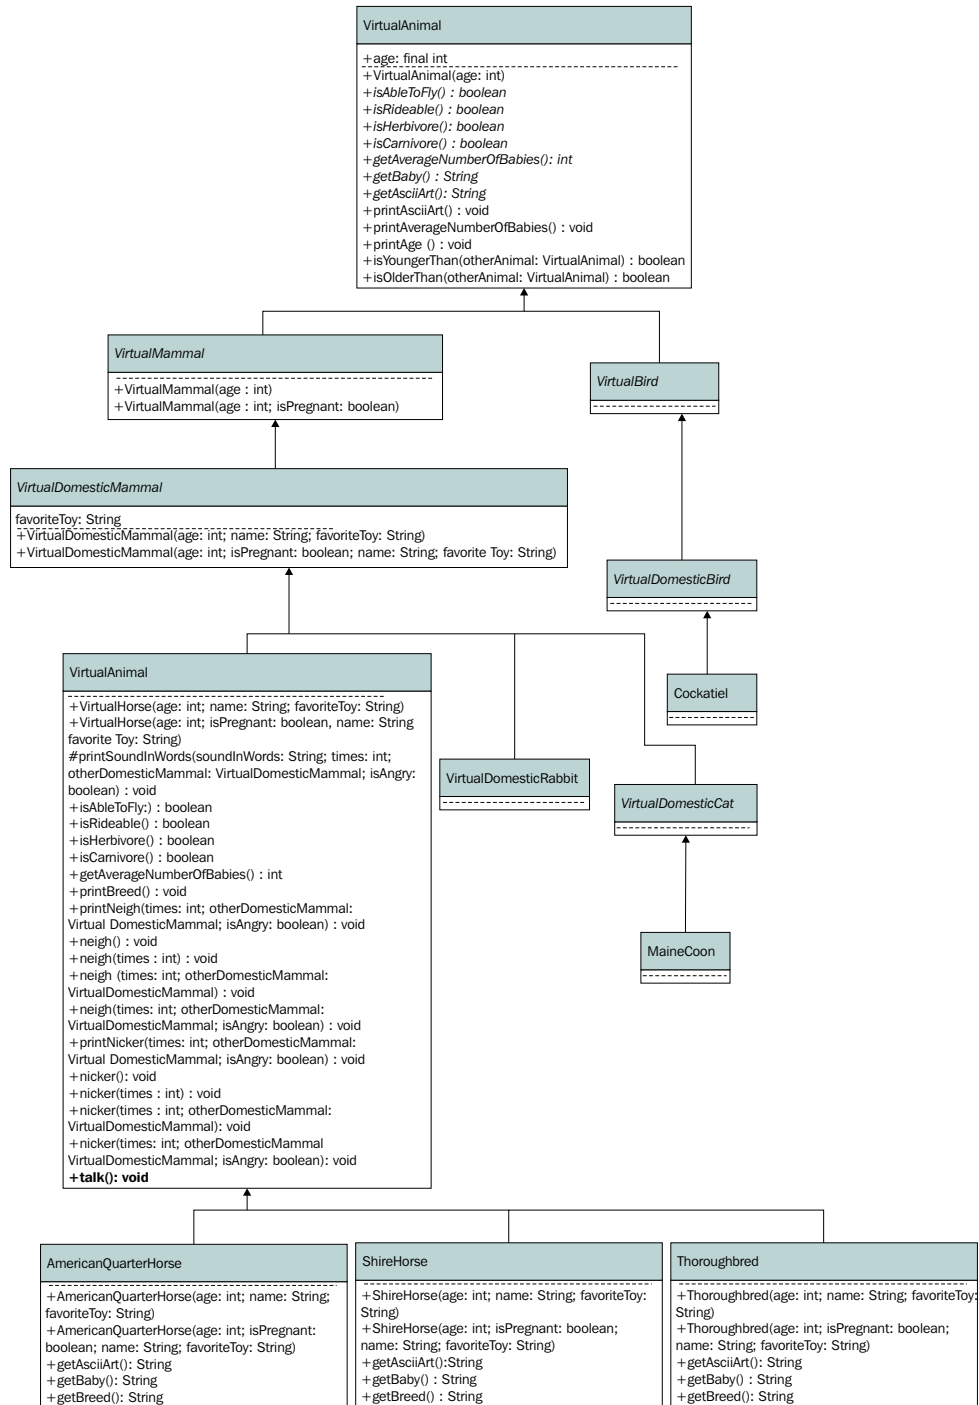 VirtualAnimal
+age: final int
+VirtualAnimal(age: int)
+isAbleToFly() : boolean
+isRideable() : boolean
+isHerbivore(): boolean
+isCarnivore() : boolean
+getAverageNumberOfBabies(): int
+getBaby() : String
+getAsciiArt(): String
+printAsciiArt() : void
+printAverageNumberOfBabies() : void
+printAge () : void
+isYoungerThan(otherAnimal: VirtualAnimal) : boolean
+isOlderThan(otherAnimal: VirtualAnimal) : boolean
VirtualMammal
+VirtualMammal(age : int)
+VirtualMammal(age : int; isPregnant: boolean)
VirtualBird
VirtualDomesticMammal
favoriteToy: String
+VirtualDomesticMammal(age: int; name: String; favoriteToy: String)
+VirtualDomesticMammal(age: int; isPregnant: boolean; name: String; favorite Toy: String)
VirtualDomesticBird
Cockatiel
VirtualAnimal
+VirtualHorse(age: int; name: String; favoriteToy: String)
+VirtualHorse(age: int; isPregnant: boolean, name: String
favorite Toy: String)
#printSoundInWords(soundInWords: String; times: int;
otherDomesticMammal: VirtualDomesticMammal; isAngry:
boolean) : void
+isAbleToFly:) : boolean
+isRideable() : boolean
+isHerbivore() : boolean
+isCarnivore() : boolean
+getAverageNumberOfBabies() : int
+printBreed() : void
+printNeigh(times: int; otherDomesticMammal:
Virtual DomesticMammal; isAngry: boolean) : void
+neigh() : void
+neigh(times : int) : void
+neigh (times: int; otherDomesticMammal:
VirtualDomesticMammal) : void
+neigh(times: int; otherDomesticMammal:
VirtualDomesticMammal; isAngry: boolean) : void
+printNicker(times: int; otherDomesticMammal:
Virtual DomesticMammal; isAngry: boolean) : void
+nicker(): void
+nicker(times : int) : void
+nicker(times : int; otherDomesticMammal:
VirtualDomesticMammal): void
+nicker(times: int; otherDomesticMammal
VirtualDomesticMammal; isAngry: boolean): void
+talk(): void
VirtualDomesticRabbit
VirtualDomesticCat
MaineCoon
AmericanQuarterHorse
+AmericanQuarterHorse(age: int; name: String;
favoriteToy: String)
+AmericanQuarterHorse(age: int; isPregnant:
boolean; name: String; favoriteToy: String)
+getAsciiArt(): String
+getBaby(): String
+getBreed(): String
ShireHorse
+ShireHorse(age: int; name: String; favoriteToy:
String)
+ShireHorse(age: int; isPregnant: boolean;
name: String; favoriteToy: String)
+getAsciiArt():String
+getBaby() : String
+getBreed() : String
Thoroughbred
+Thoroughbred(age: int; name: String; favoriteToy:
String)
+Thoroughbred(age: int; isPregnant: boolean;
name: String; favoriteToy: String)
+getAsciiArt(): String
+getBaby() : String
+getBreed(): String